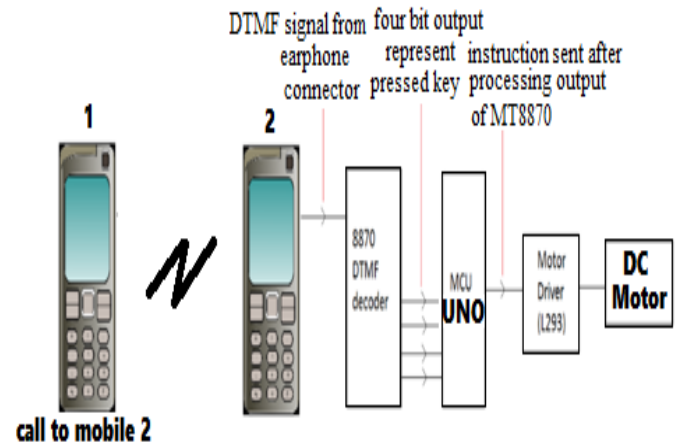 DTMF signal from
earphone
connector
four bit output
represent
pressed key
instruction sent after
processing output
of MT8870
1
2
8870
DTMF
decoder
MCU
UNO
Motor
Driver
(L293)
DC
Motor
call to mobile 2